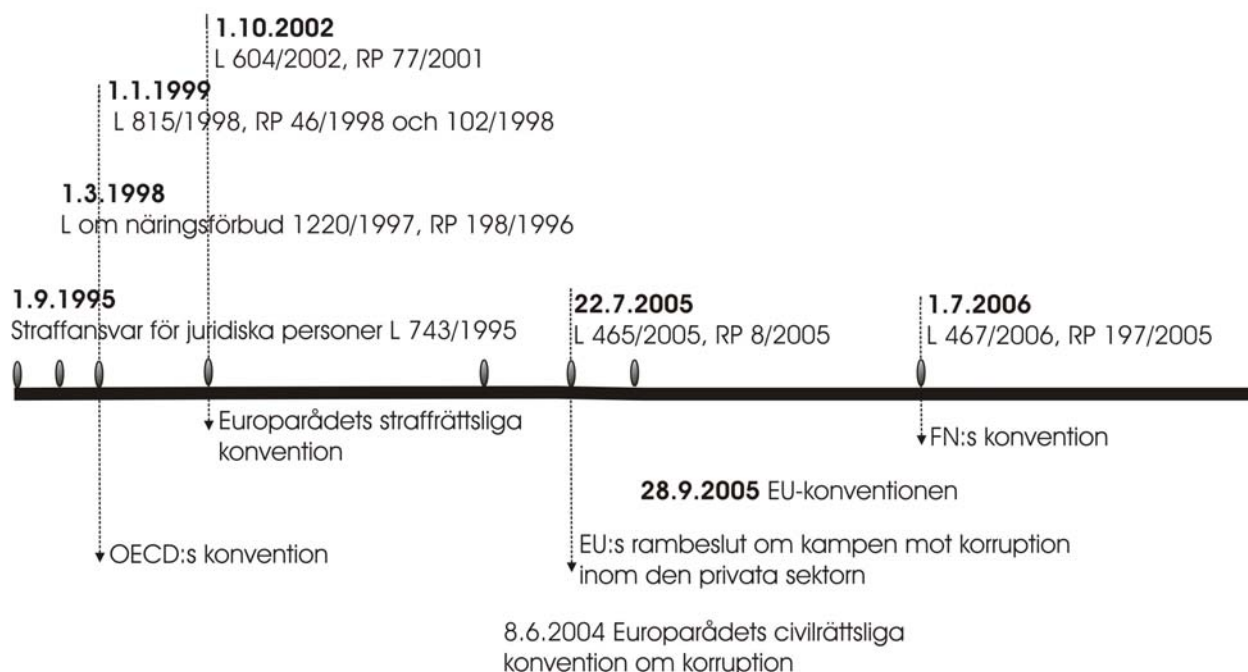 1.10.2002
L 604/2002, RP 77/2001
1.1.1999
L 815/1998, RP 46/1998 och 102/1998
1.3.1998
L om näringsförbud 1220/1997, RP 198/1996
1.9.1995
Straffansvar för juridiska personer L 743/1995
22.7.2005
L 465/2005, RP 8/2005
1.7.2006
L 467/2006, RP 197/2005
Europarådets straffrättsliga
konvention
FN:s konvention
28.9.2005 EU-konventionen
OECD:s konvention
EU:s rambeslut om kampen mot korruption
inom den privata sektorn
8.6.2004 Europarådets civilrättsliga
konvention om korruption